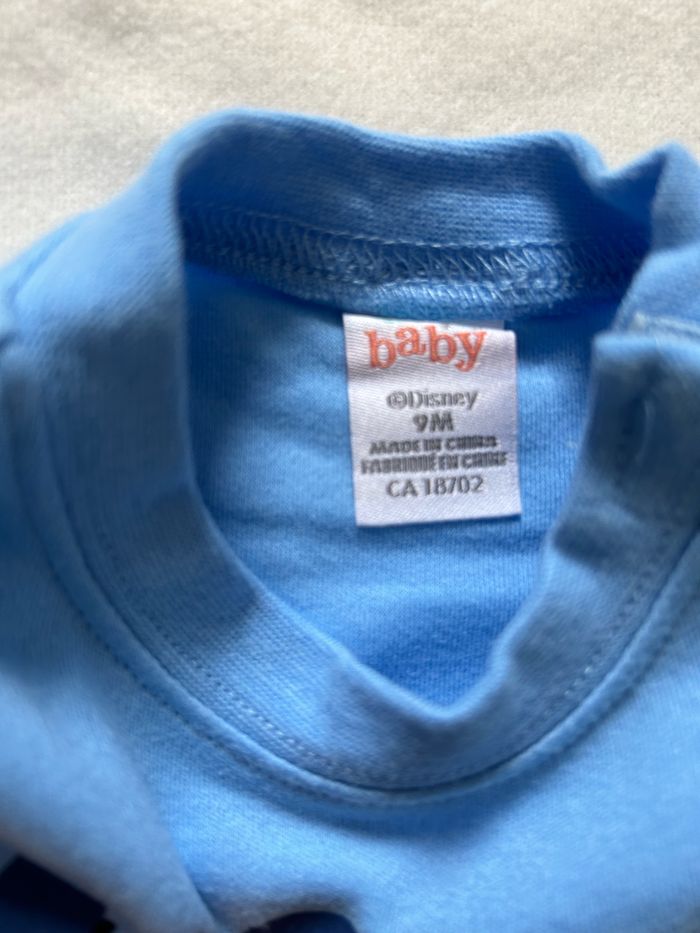 baby
©Disney
9M
MADE IN CHINA
FABRIQUÉ EN CHINE
CA 18702